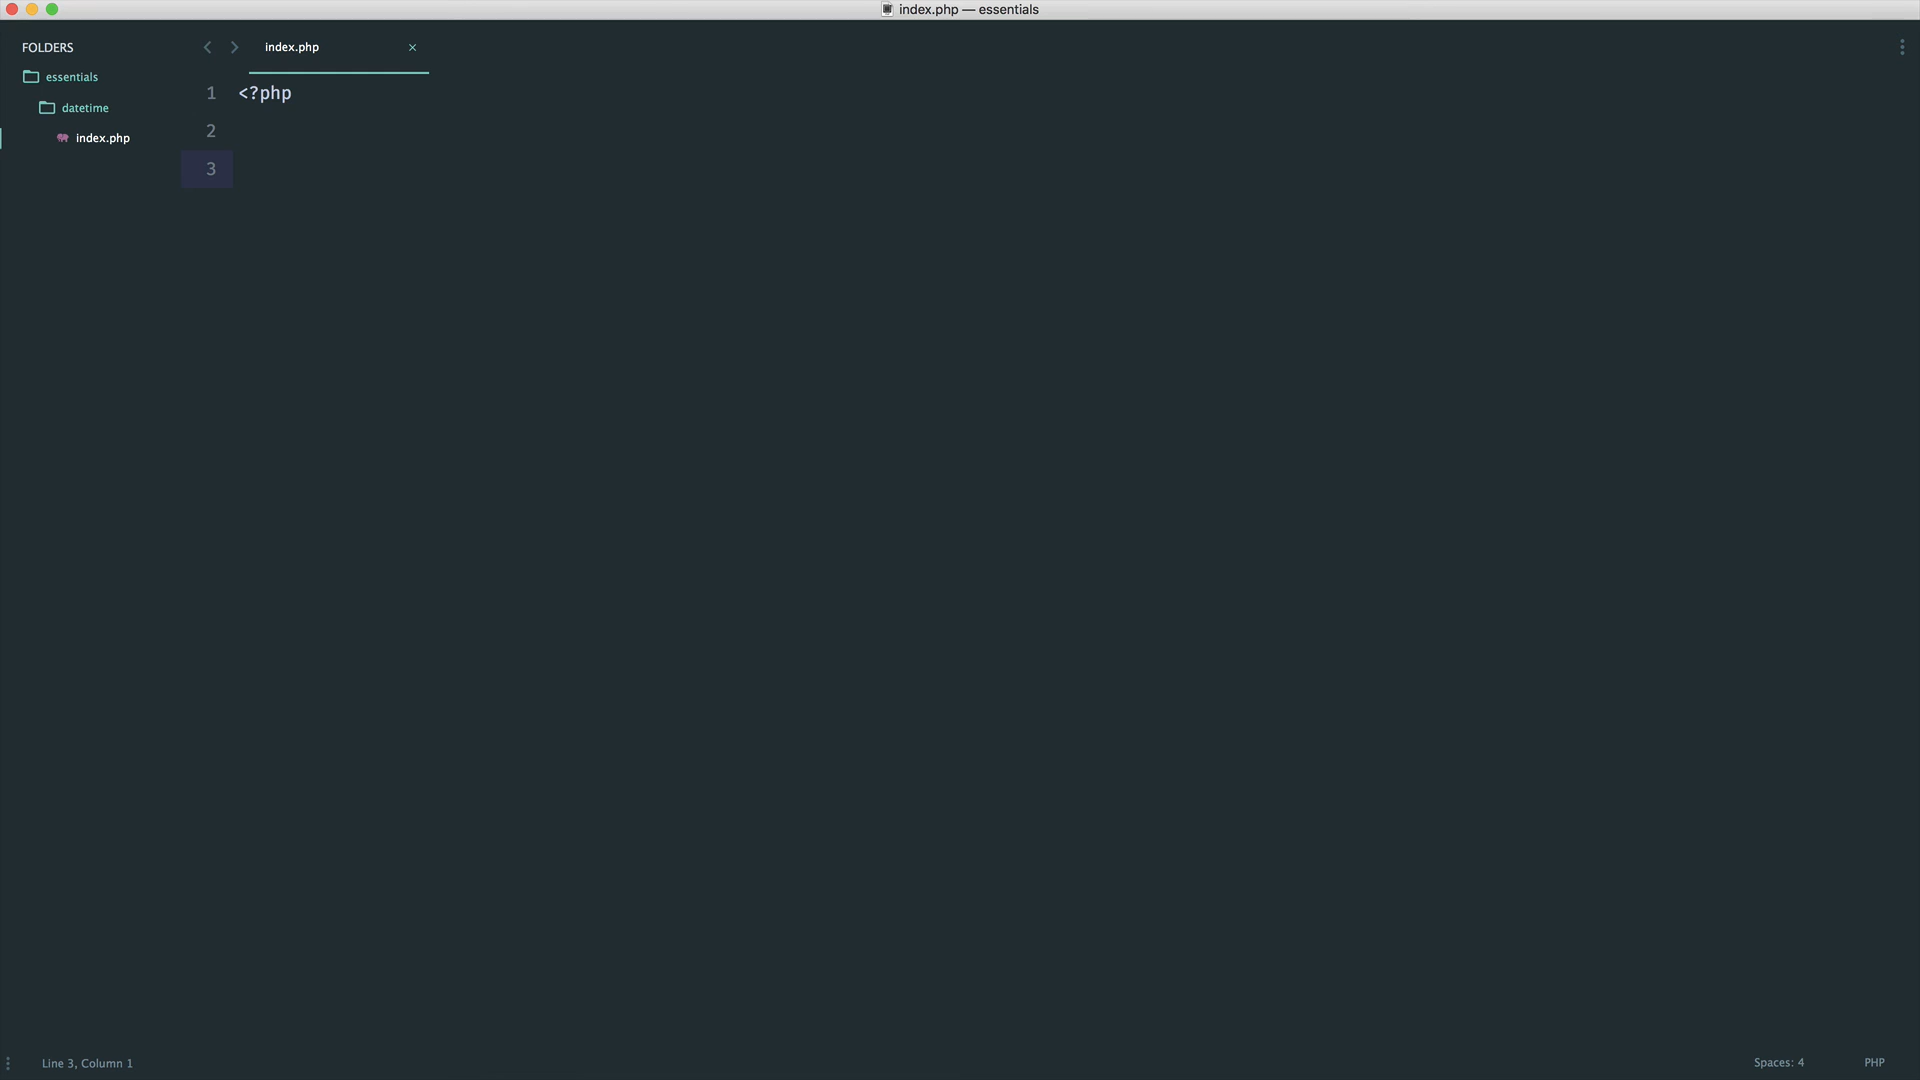 index.php — essentials
FOLDERS
essentials
datetime
index.php
index.php ×
1 <?php
2
3
Line 3, Column 1
Spaces: 4
PHP